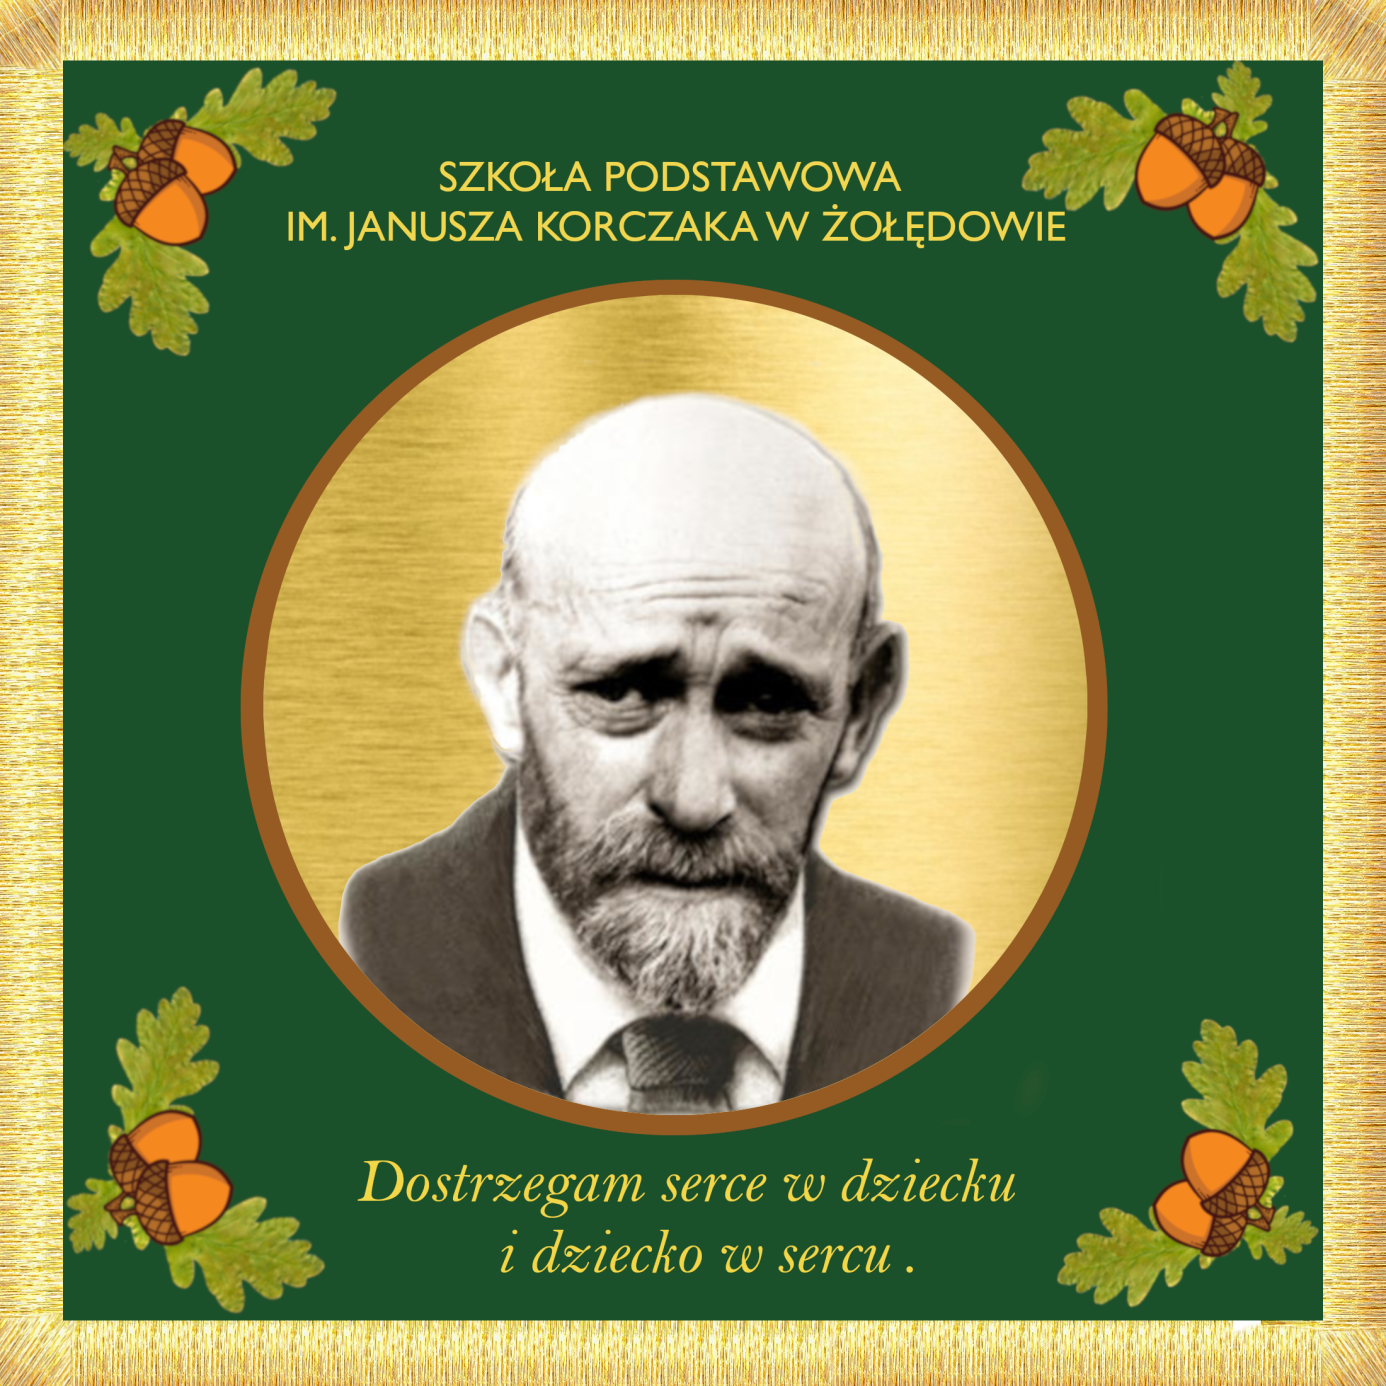 SZKOŁA PODSTAWOWA
IM. JANUSZA KORCZAKA W ŻOŁĘDOWIE
Dostrzegam serce w dziecku
i dziecko w sercu .